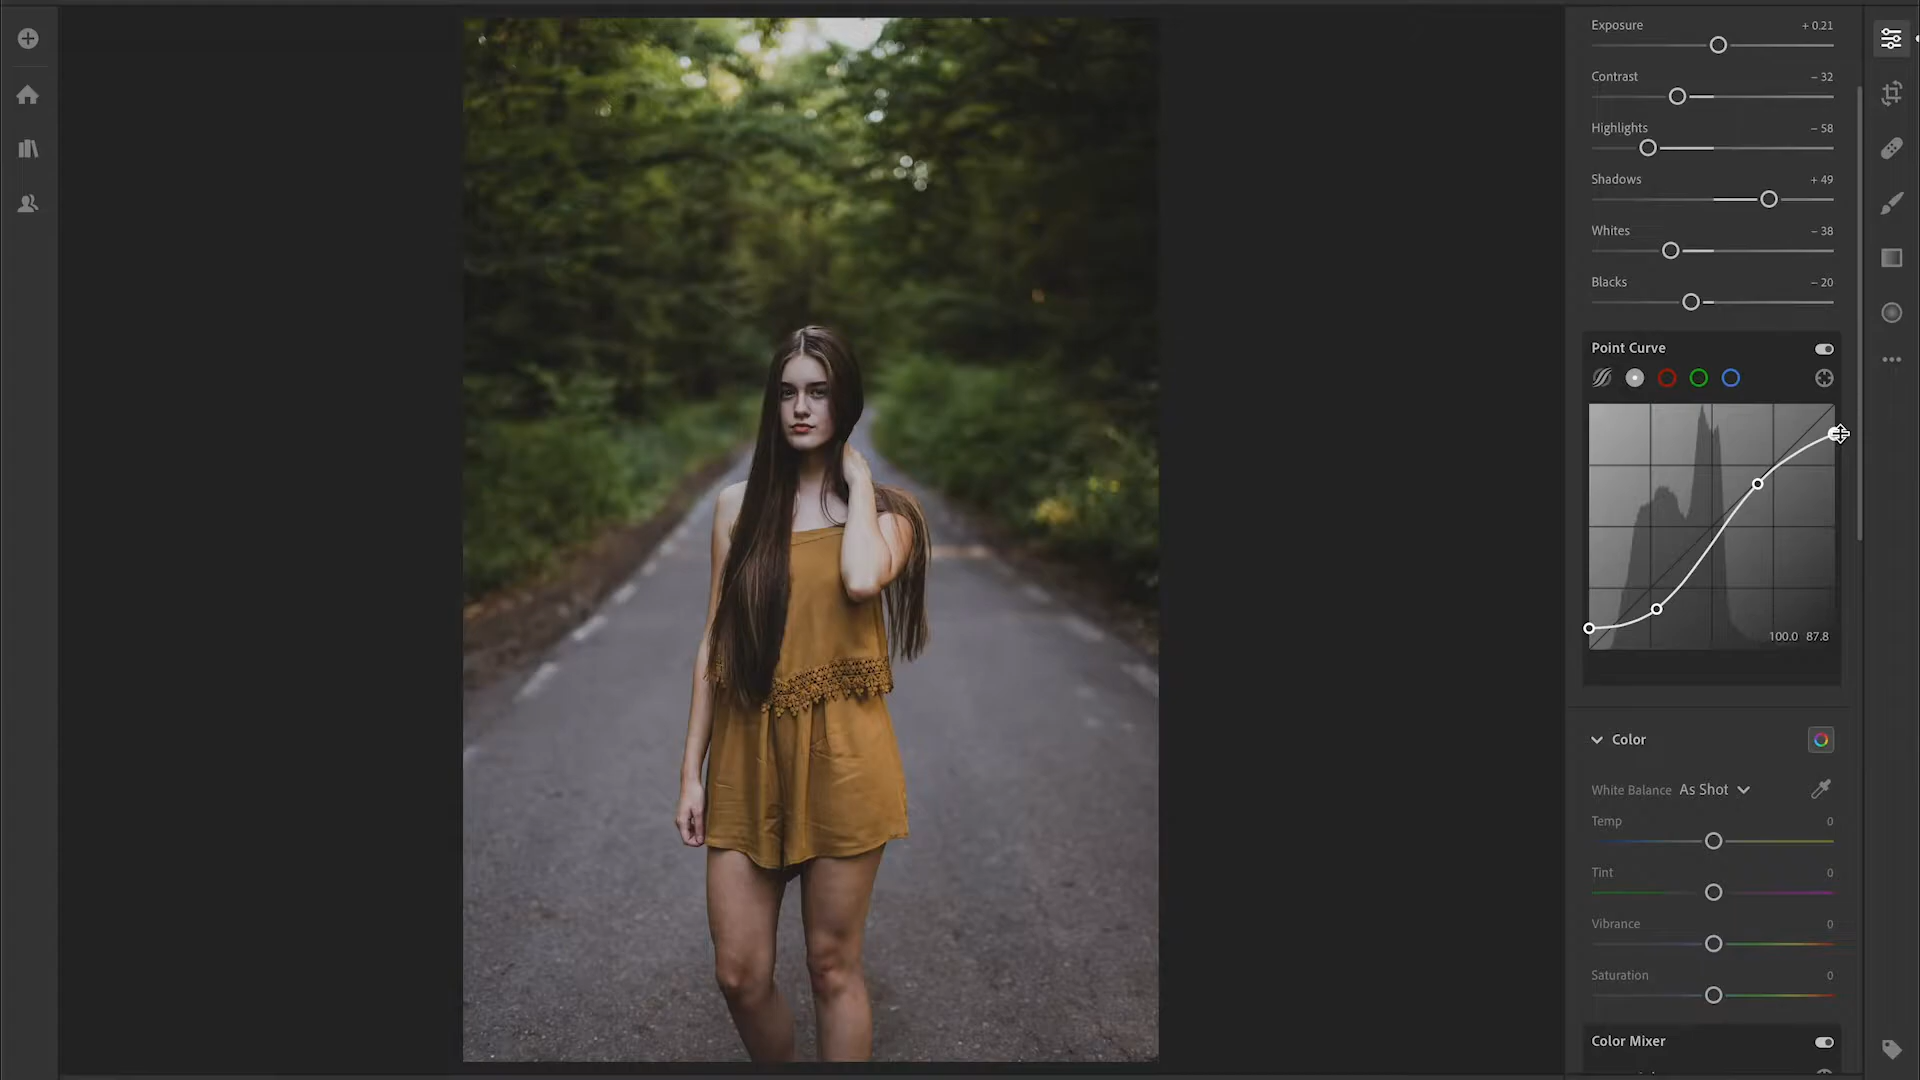 Exposure + 0.21
Contrast – 32
Highlights – 58
Shadows + 49
Whites – 38
Blacks – 20
Point Curve
100.0 87.8
Color
White Balance As Shot
Temp 0
Tint 0
Vibrance 0
Saturation 0
Color Mixer